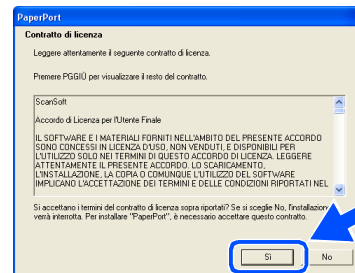 PaperPort
Contratto di licenza
Leggere attentamente il seguente contratto di licenza.
Premere PGGIÙ per visualizzare il resto del contratto.
ScanSoft
Accordo di Licenza per l'Utente Finale
IL SOFTWARE E I MATERIALI FORNITI NELL'AMBITO DEL PRESENTE ACCORDO
SONO CONCESSI IN LICENZA D'USO, NON VENDUTI, E DISPONIBILI PER
L'UTILIZZO SOLO NEI TERMINI DI QUESTO ACCORDO DI LICENZA. LEGGERE
ATTENTAMENTE IL PRESENTE ACCORDO. LO SCARICAMENTO,
L'INSTALLAZIONE, LA COPIA O COMUNQUE L'UTILIZZO DEL SOFTWARE
IMPLICANO L'ACCETTAZIONE DEI TERMINI E DELLE CONDIZIONI RIPORTATI NEL
Si accettano i termini del contratto di licenza sopra riportati? Se si sceglie No, l'installazione
verrà interrotta. Per installare "PaperPort", è necessario accettare questo contratto.
Sì
No